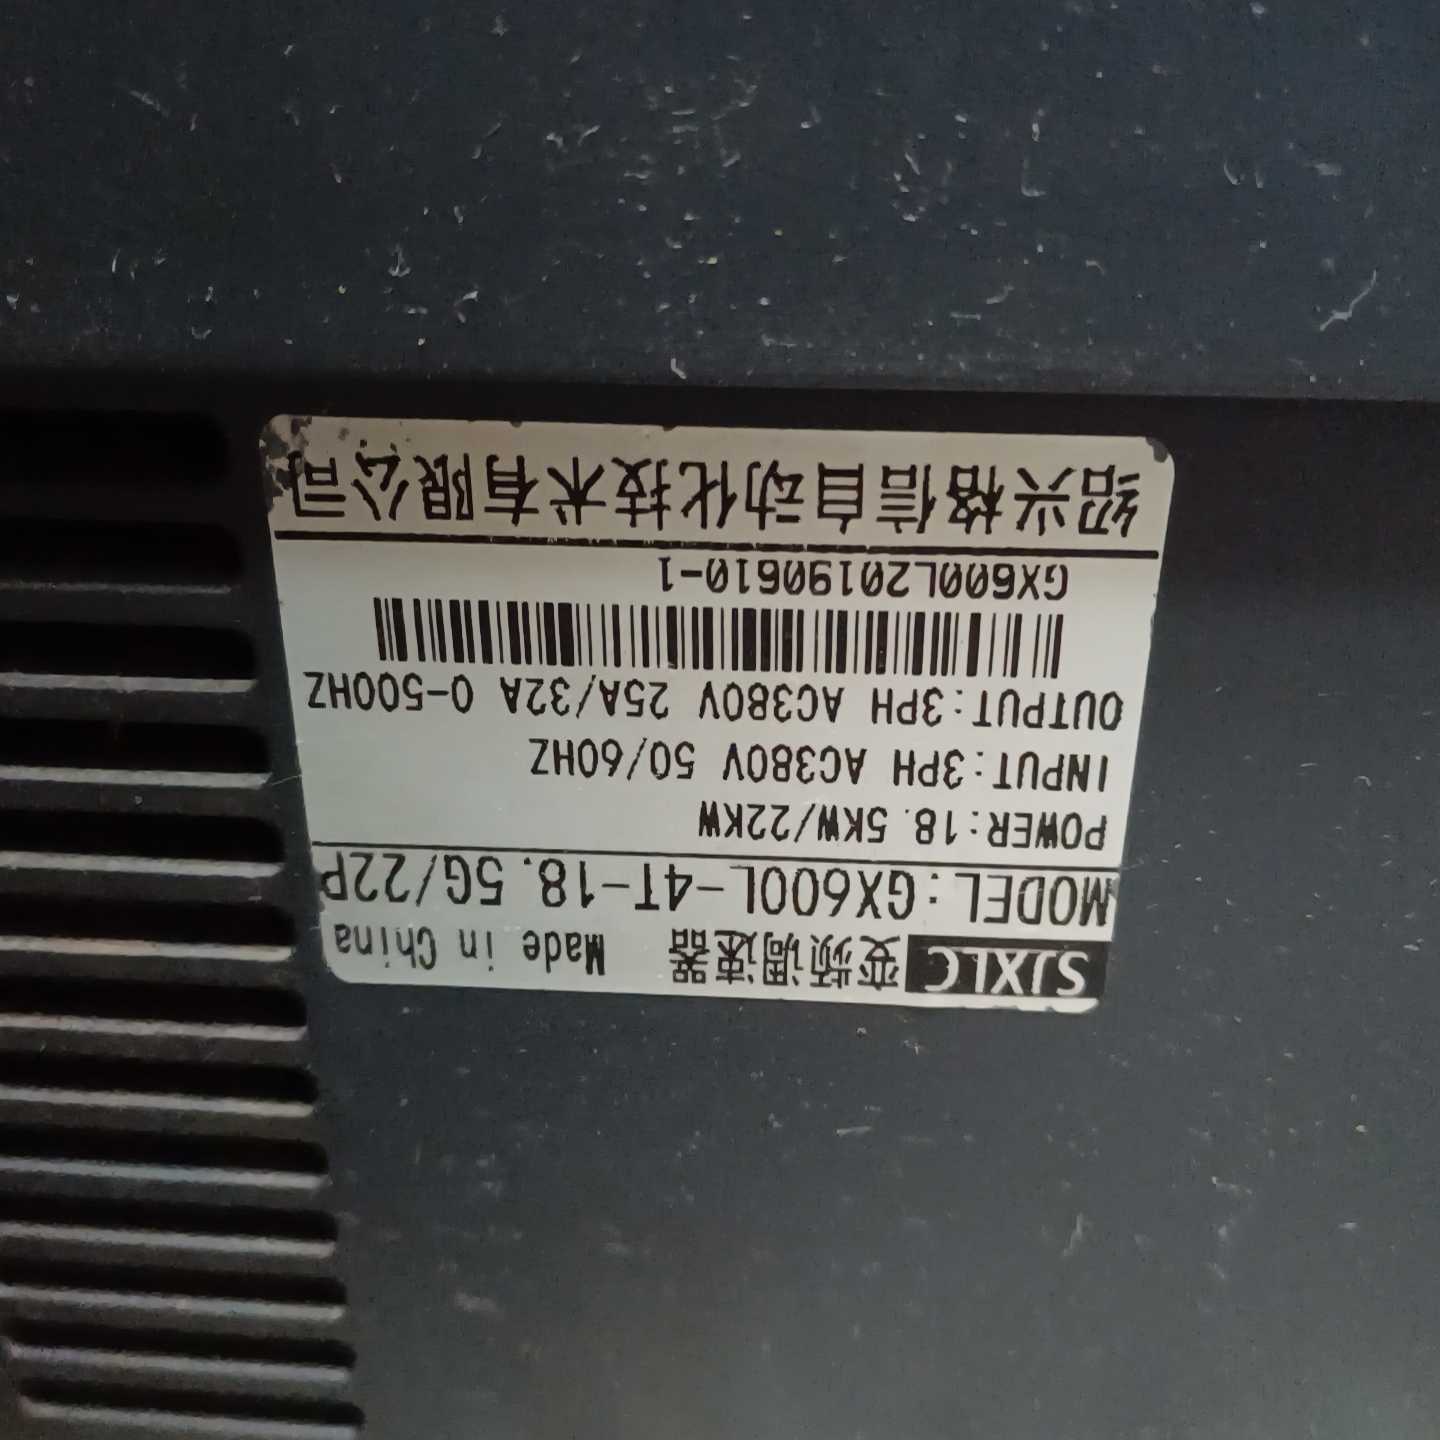 SJXLC 变频调速器 Made in China
MODEL:GX600L-4T-18.5G/22P
POWER:18.5KW/22KW
INPUT:3PH AC380V 50/60HZ
OUTPUT:3PH AC380V 25A/32A 0-500HZ
GX600L20190610-1
绍兴格信自动化技术有限公司